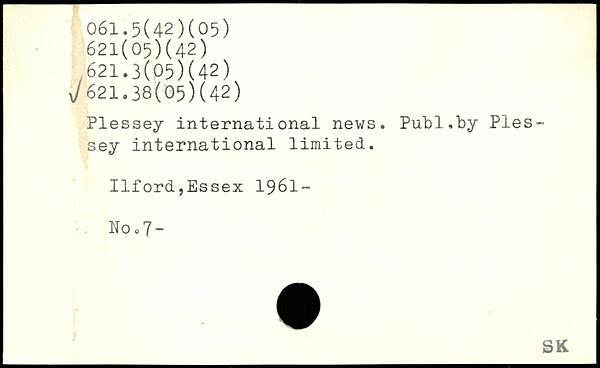 061.5(42)(05)
621(05)(42)
621.3(05)(42)
✓621.38(05)(42)
Plessey international news. Publ.by Ples-
sey international limited.
Ilford,Essex 1961-
No.7-
SK